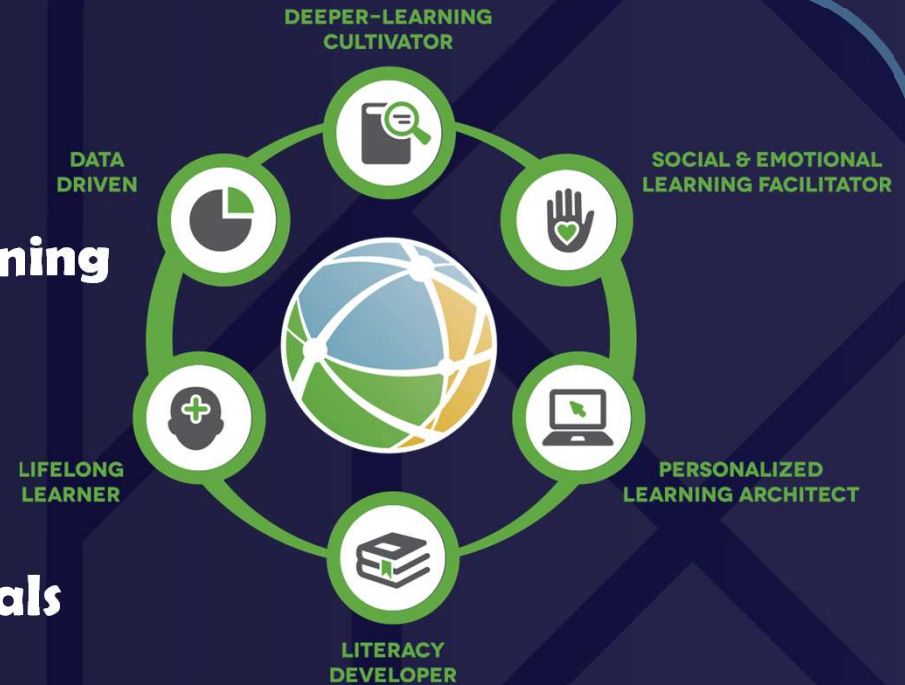 DEEPER-LEARNING
CULTIVATOR
DATA
DRIVEN
SOCIAL & EMOTIONAL
LEARNING FACILITATOR
LIFELONG
LEARNER
PERSONALIZED
LEARNING ARCHITECT
LITERACY
DEVELOPER